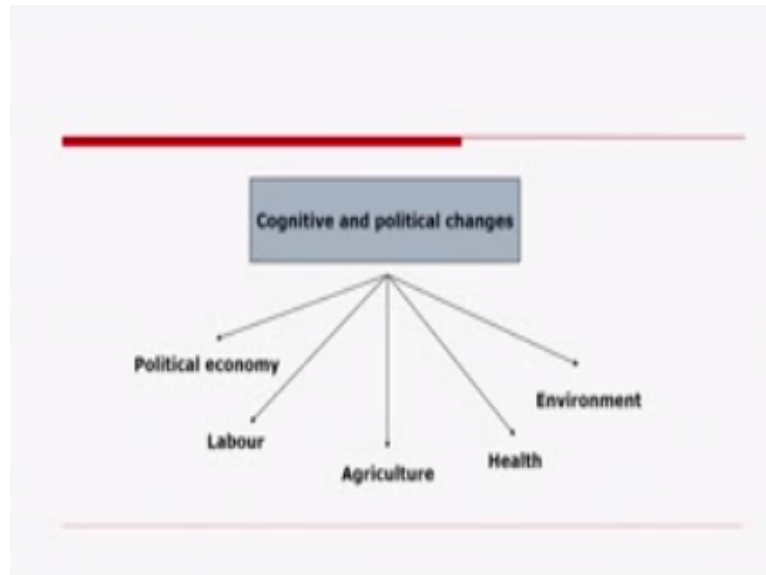 Cognitive and political changes
Political economy
Labour
Agriculture
Health
Environment